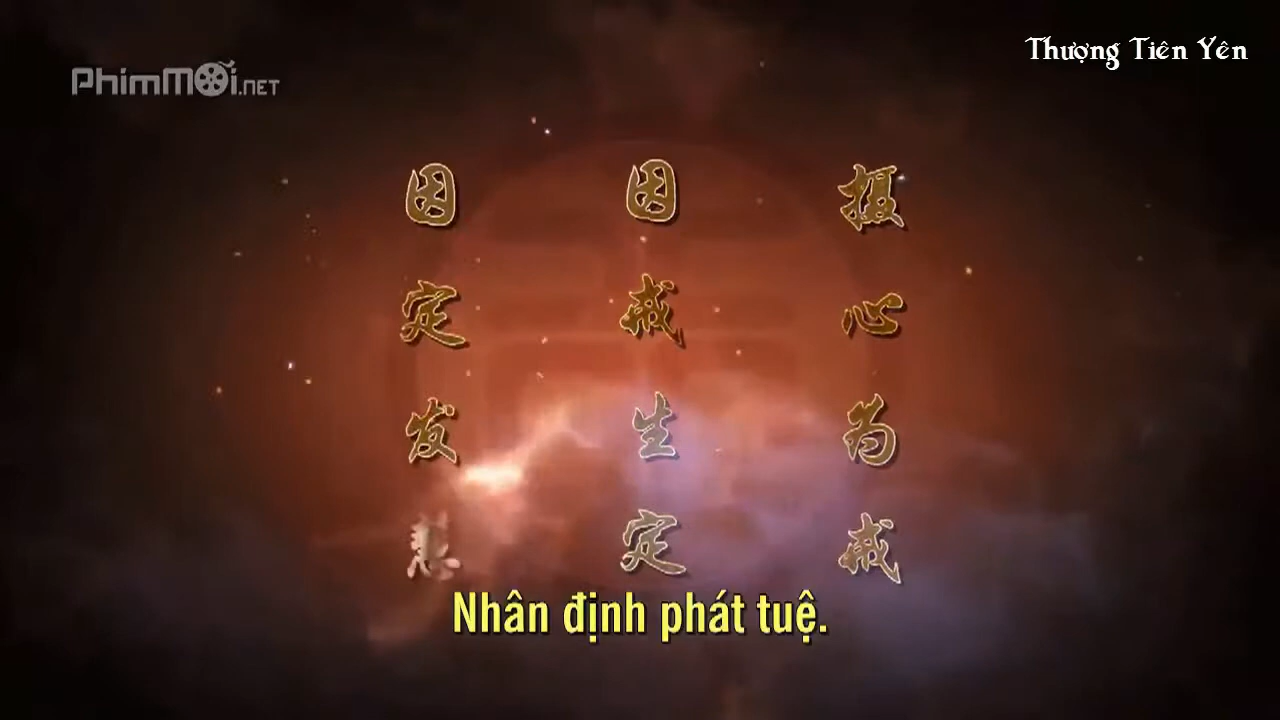 PhimMỗi.NET
Thượng Tiên Yên
摄心为戒
因戒生定
因定发慧
Nhân định phát tuệ.